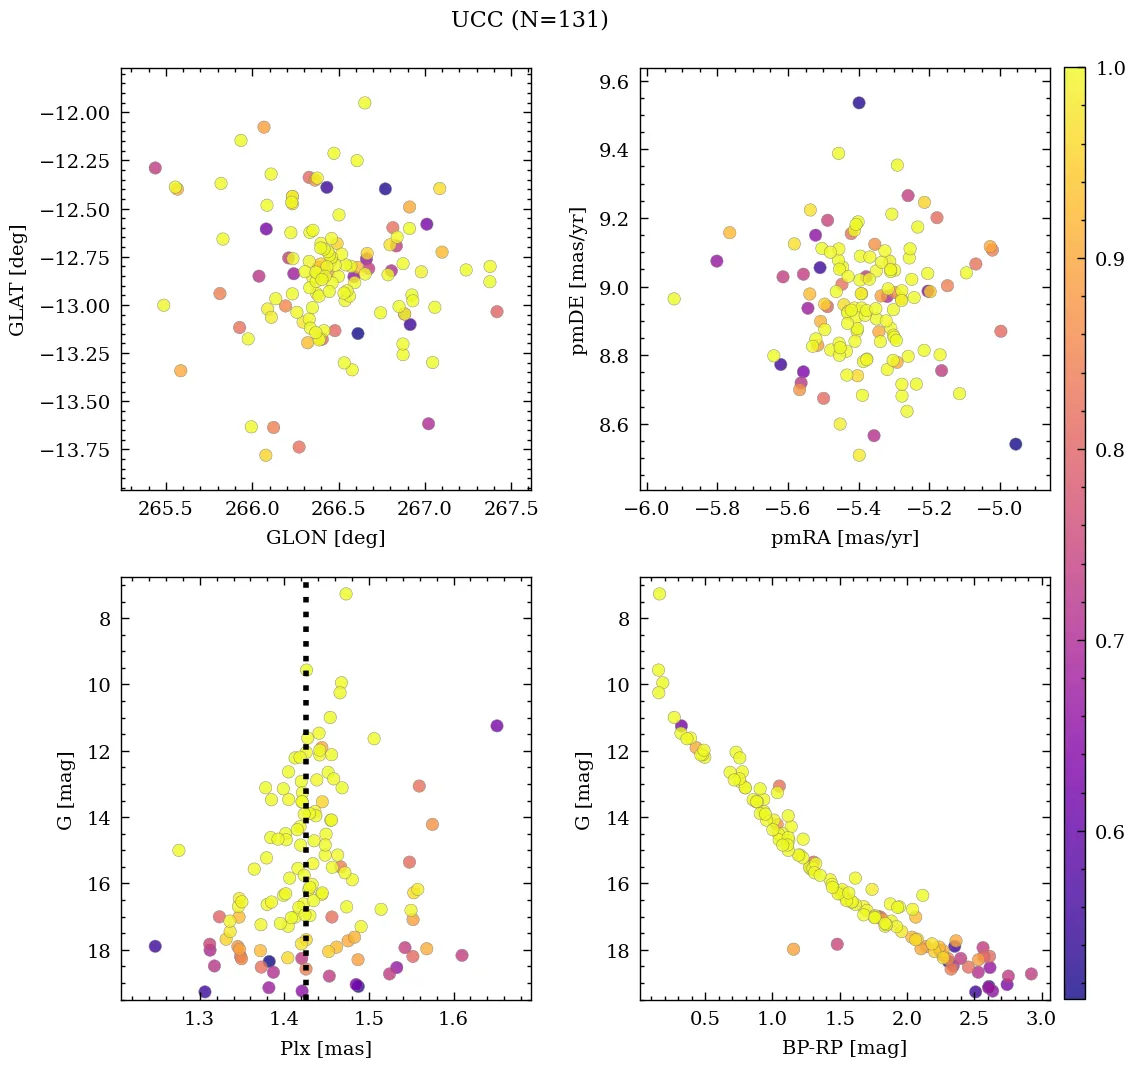 UCC (N=131)
−12.00
−12.25
−12.50
−12.75
−13.00
−13.25
−13.50
−13.75
GLAT [deg]
265.5 266.0 266.5 267.0 267.5
GLON [deg]
9.6
9.4
9.2
9.0
8.8
8.6
pmDE [mas/yr]
−6.0 −5.8 −5.6 −5.4 −5.2 −5.0
pmRA [mas/yr]
8
10
12
14
16
18
G [mag]
1.3 1.4 1.5 1.6
Plx [mas]
8
10
12
14
16
18
G [mag]
0.5 1.0 1.5 2.0 2.5 3.0
BP-RP [mag]
1.0
0.9
0.8
0.7
0.6